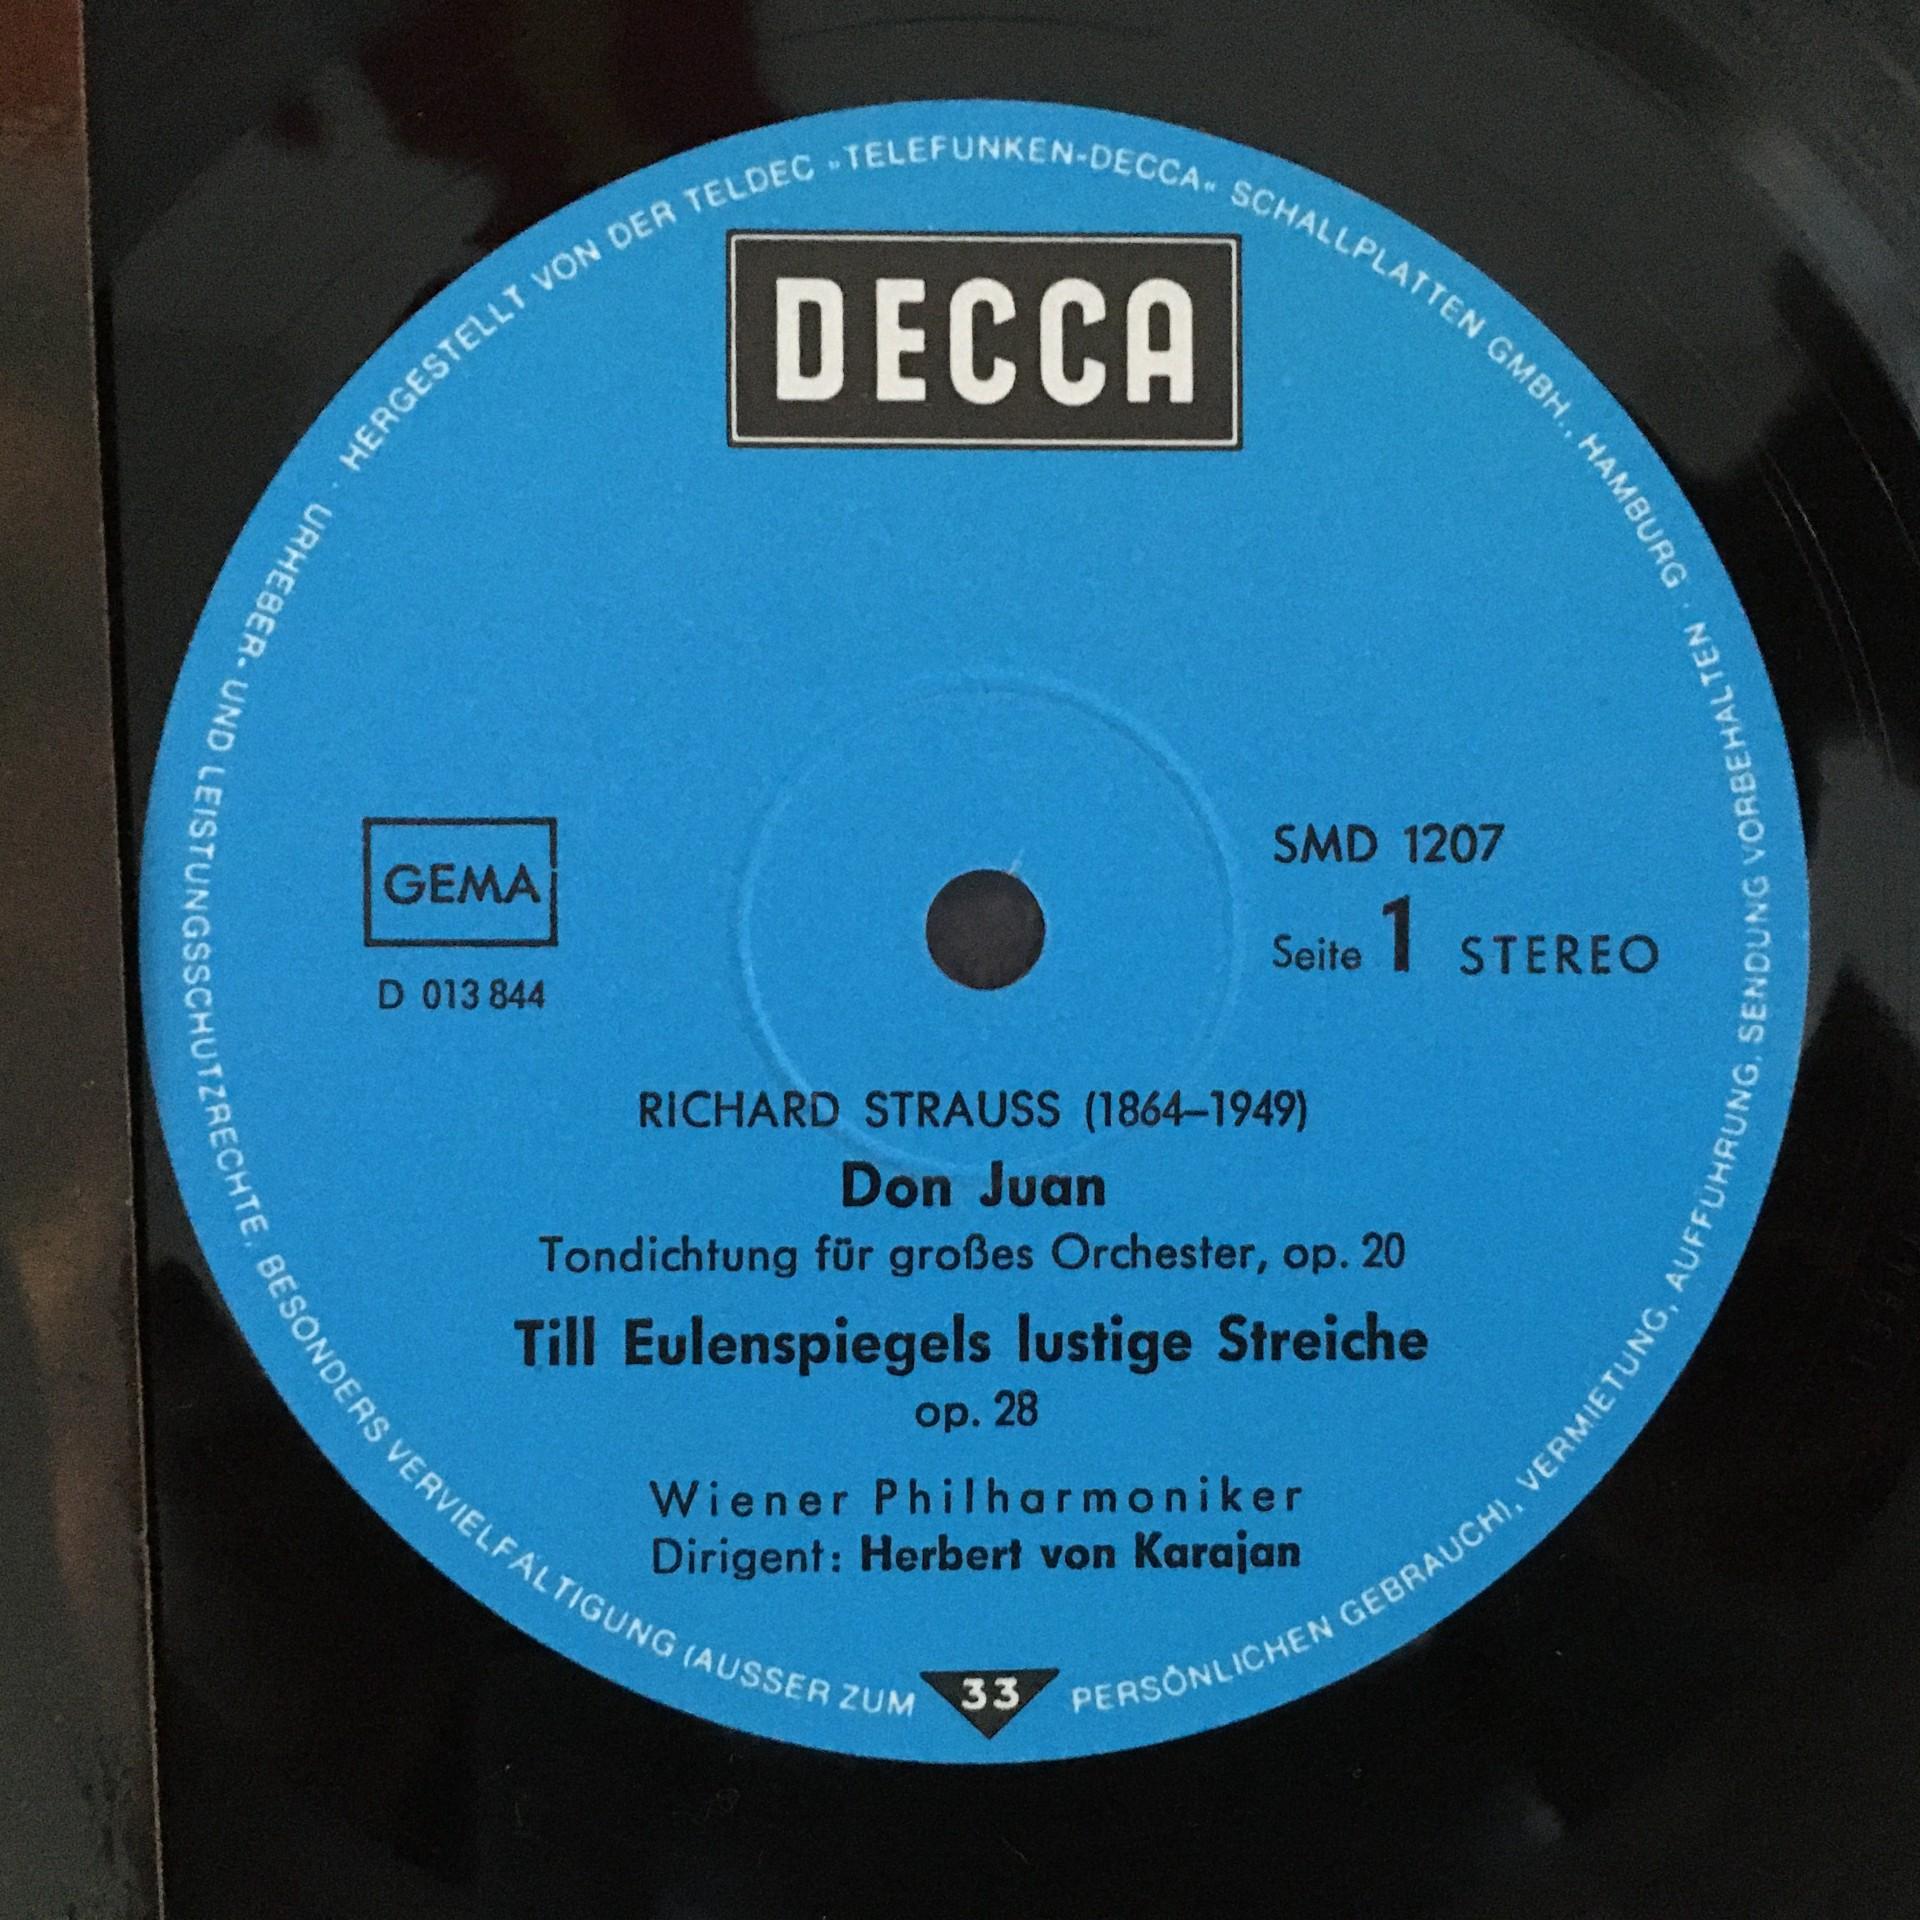 HERGESTELLT VON DER TELDEC »TELEFUNKEN-DECCA« SCHALLPLATTEN GMBH., HAMBURG · URHEBER- UND LEISTUNGSSCHUTZRECHTE, BESONDERS VERVIELFÄLTIGUNG (AUSSER ZUM PERSÖNLICHEN GEBRAUCH), VERMIETUNG, AUFFÜHRUNG, SENDUNG VORBEHALTEN ·
DECCA
GEMA
D 013 844
SMD 1207
Seite 1 STEREO
RICHARD STRAUSS (1864–1949)
Don Juan
Tondichtung für großes Orchester, op. 20
Till Eulenspiegels lustige Streiche
op. 28
Wiener Philharmoniker
Dirigent: Herbert von Karajan
33